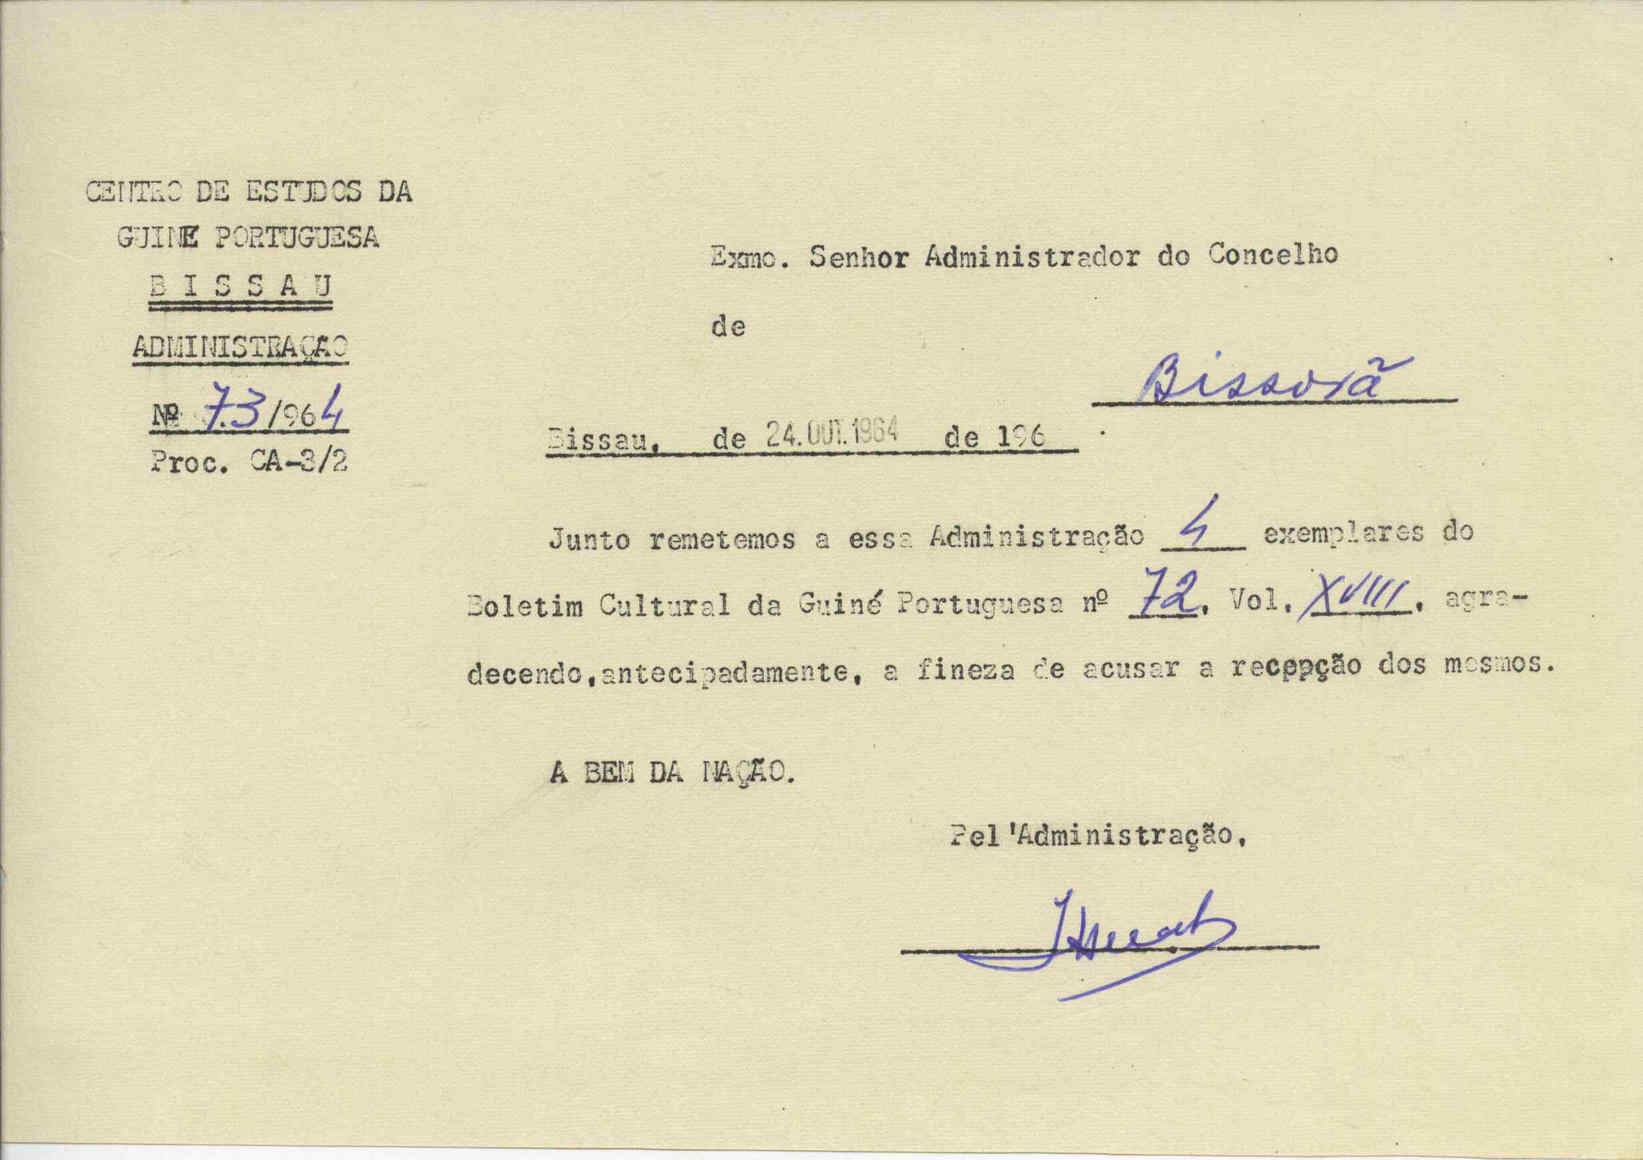 CENTRO DE ESTUDOS DA
GUINE PORTUGUESA
B I S S A U
ADMINISTRAÇÃO
Nº 73/964
Proc. CA-3/2
Exmo. Senhor Administrador do Concelho
de
Bissorã
Bissau, de 24.OUT.1964 de 196
Junto remetemos a essa Administração 4 exemplares do
Boletim Cultural da Guiné Portuguesa nº 72, Vol. XVIII, agra-
decendo,antecipadamente, a fineza de acusar a recepção dos mesmos.
A BEM DA NAÇÃO.
Pel'Administração,